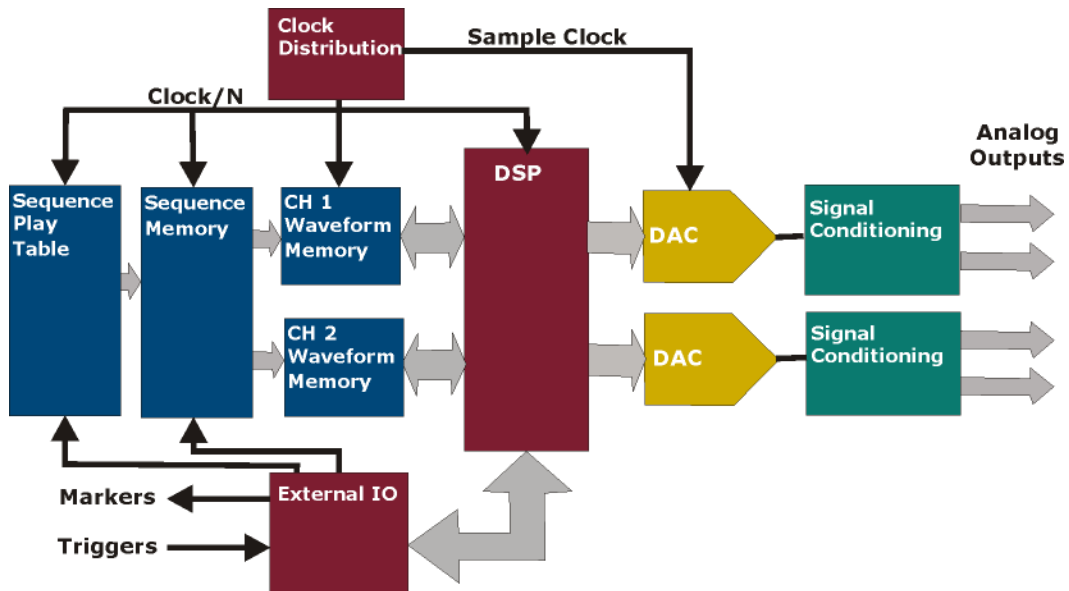 Clock
Distribution
Sample Clock
Clock/N
Analog
Outputs
Sequence
Play
Table
Sequence
Memory
CH 1
Waveform
Memory
DSP
DAC
Signal
Conditioning
CH 2
Waveform
Memory
DAC
Signal
Conditioning
External IO
Markers
Triggers